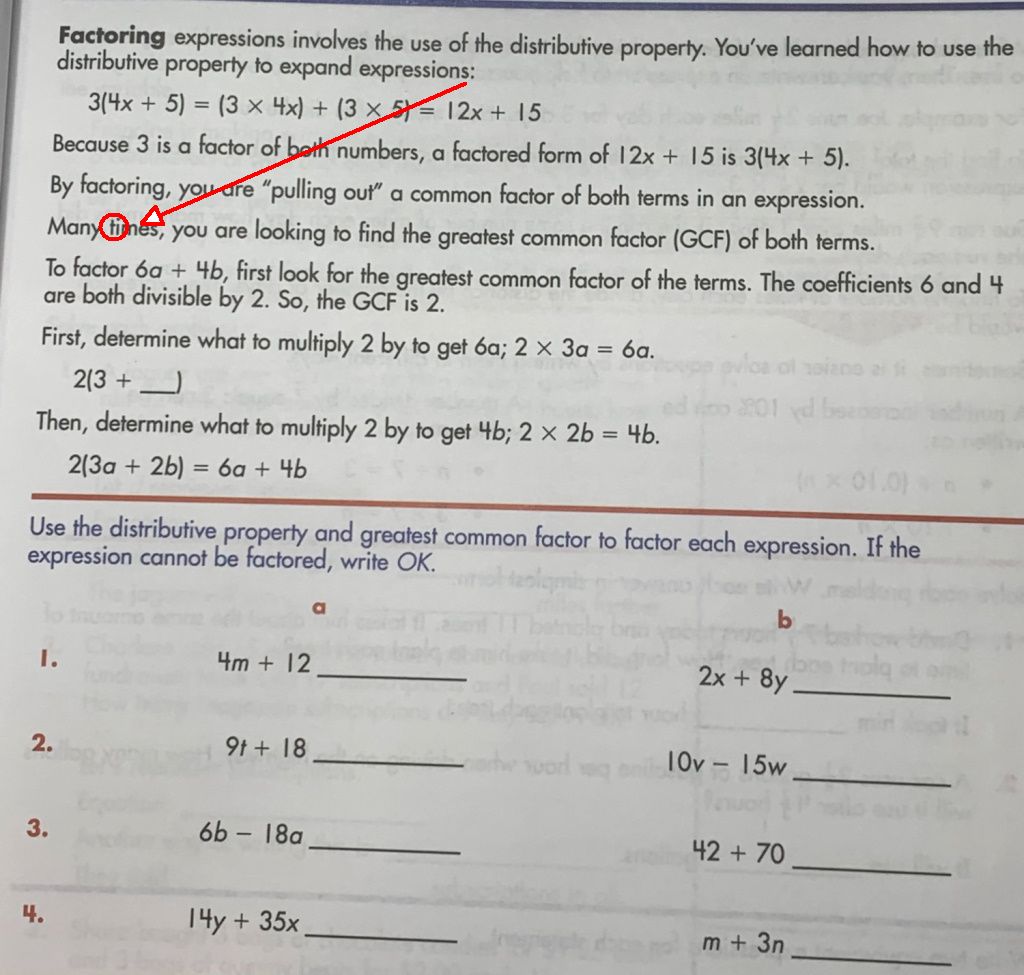 Factoring expressions involves the use of the distributive property. You've learned how to use the
distributive property to expand expressions:
3(4x + 5) = (3 × 4x) + (3 × 5) = 12x + 15
Because 3 is a factor of both numbers, a factored form of 12x + 15 is 3(4x + 5).
By factoring, you are "pulling out" a common factor of both terms in an expression.
Many times, you are looking to find the greatest common factor (GCF) of both terms.
To factor 6a + 4b, first look for the greatest common factor of the terms. The coefficients 6 and 4
are both divisible by 2. So, the GCF is 2.
First, determine what to multiply 2 by to get 6a; 2 × 3a = 6a.
2(3 + __)
Then, determine what to multiply 2 by to get 4b; 2 × 2b = 4b.
2(3a + 2b) = 6a + 4b
Use the distributive property and greatest common factor to factor each expression. If the
expression cannot be factored, write OK.
a b
1. 4m + 12 ________ 2x + 8y ________
2. 9t + 18 ________ 10v − 15w ________
3. 6b − 18a ________ 42 + 70 ________
4. 14y + 35x ________ m + 3n ________